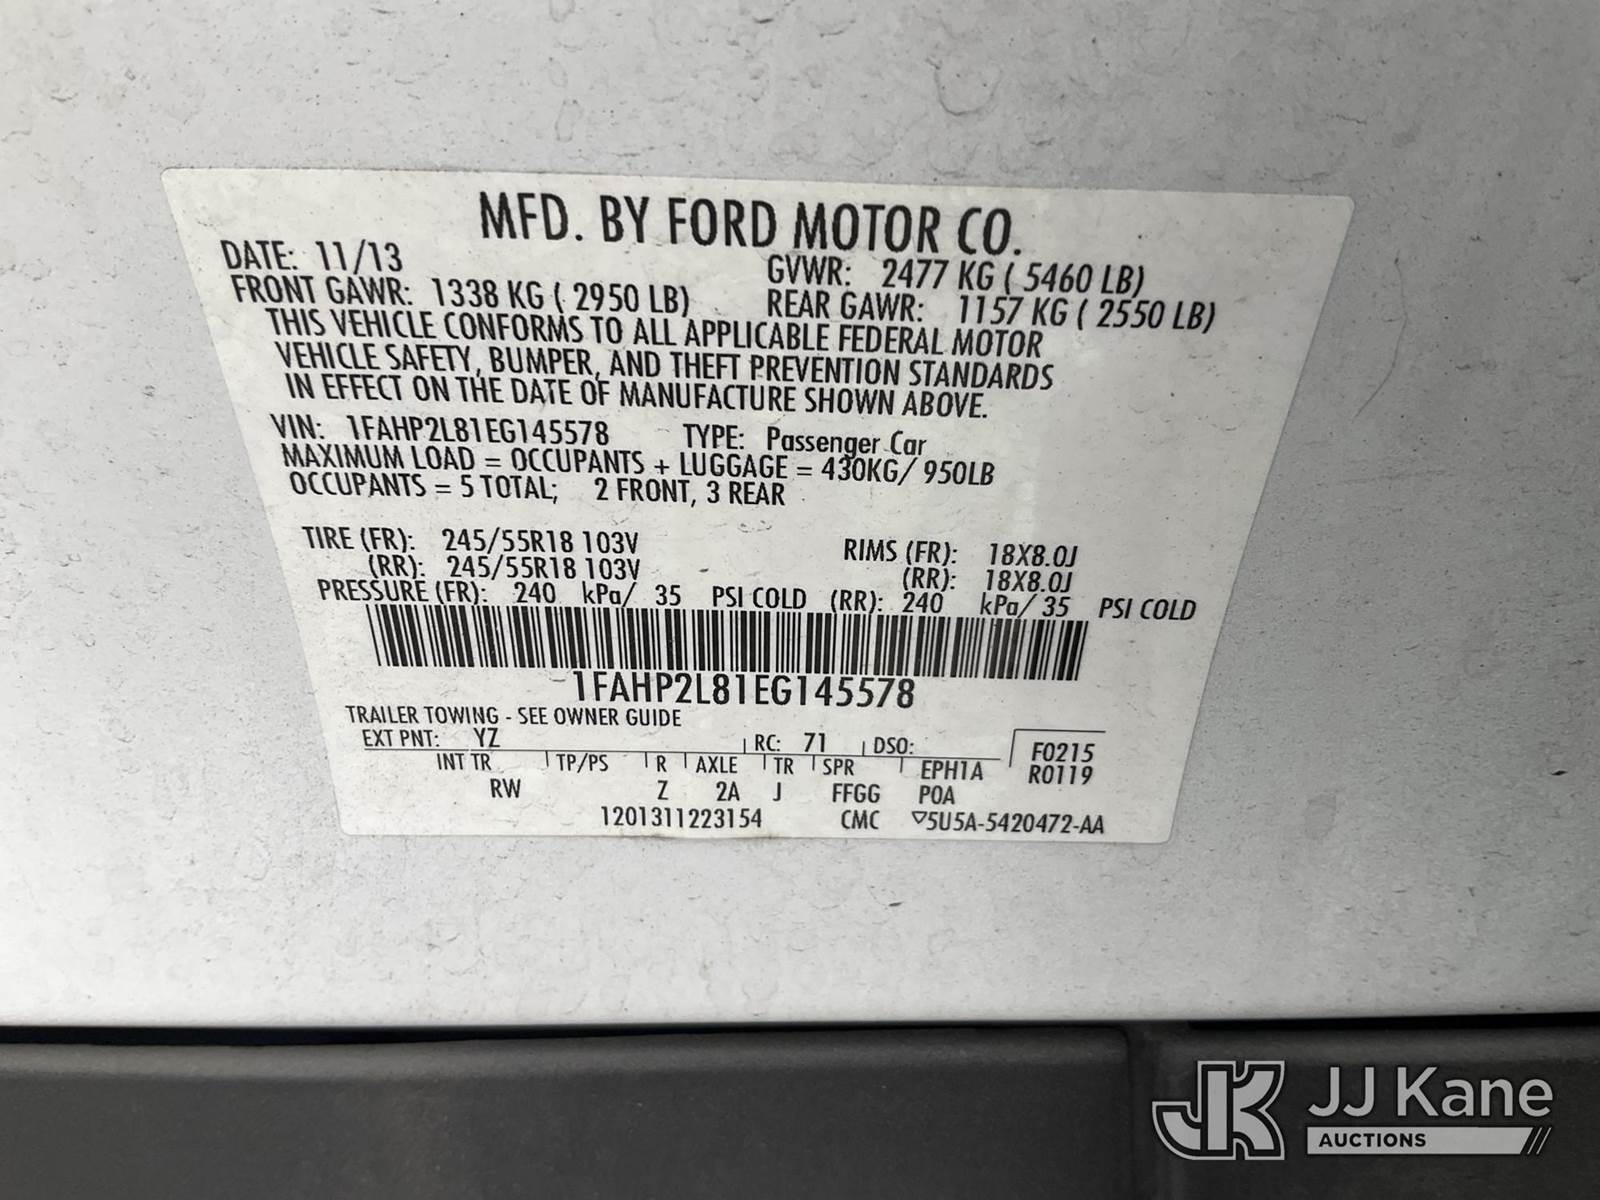 MFD. BY FORD MOTOR CO.
DATE: 11/13 GVWR: 2477 KG ( 5460 LB)
FRONT GAWR: 1338 KG ( 2950 LB) REAR GAWR: 1157 KG ( 2550 LB)
THIS VEHICLE CONFORMS TO ALL APPLICABLE FEDERAL MOTOR
VEHICLE SAFETY, BUMPER, AND THEFT PREVENTION STANDARDS
IN EFFECT ON THE DATE OF MANUFACTURE SHOWN ABOVE.
VIN: 1FAHP2L81EG145578 TYPE: Passenger Car
MAXIMUM LOAD = OCCUPANTS + LUGGAGE = 430KG/ 950LB
OCCUPANTS = 5 TOTAL; 2 FRONT, 3 REAR
TIRE (FR): 245/55R18 103V RIMS (FR): 18X8.0J
(RR): 245/55R18 103V (RR): 18X8.0J
PRESSURE (FR): 240 kPa/ 35 PSI COLD (RR): 240 kPa/ 35 PSI COLD
1FAHP2L81EG145578
TRAILER TOWING - SEE OWNER GUIDE
EXT PNT: YZ RC: 71 DSO: F0215
INT TR TP/PS R AXLE TR SPR EPH1A R0119
RW Z 2A J FFGG P0A
1201311223154 CMC ▽5U5A-5420472-AA
JK JJ Kane
AUCTIONS